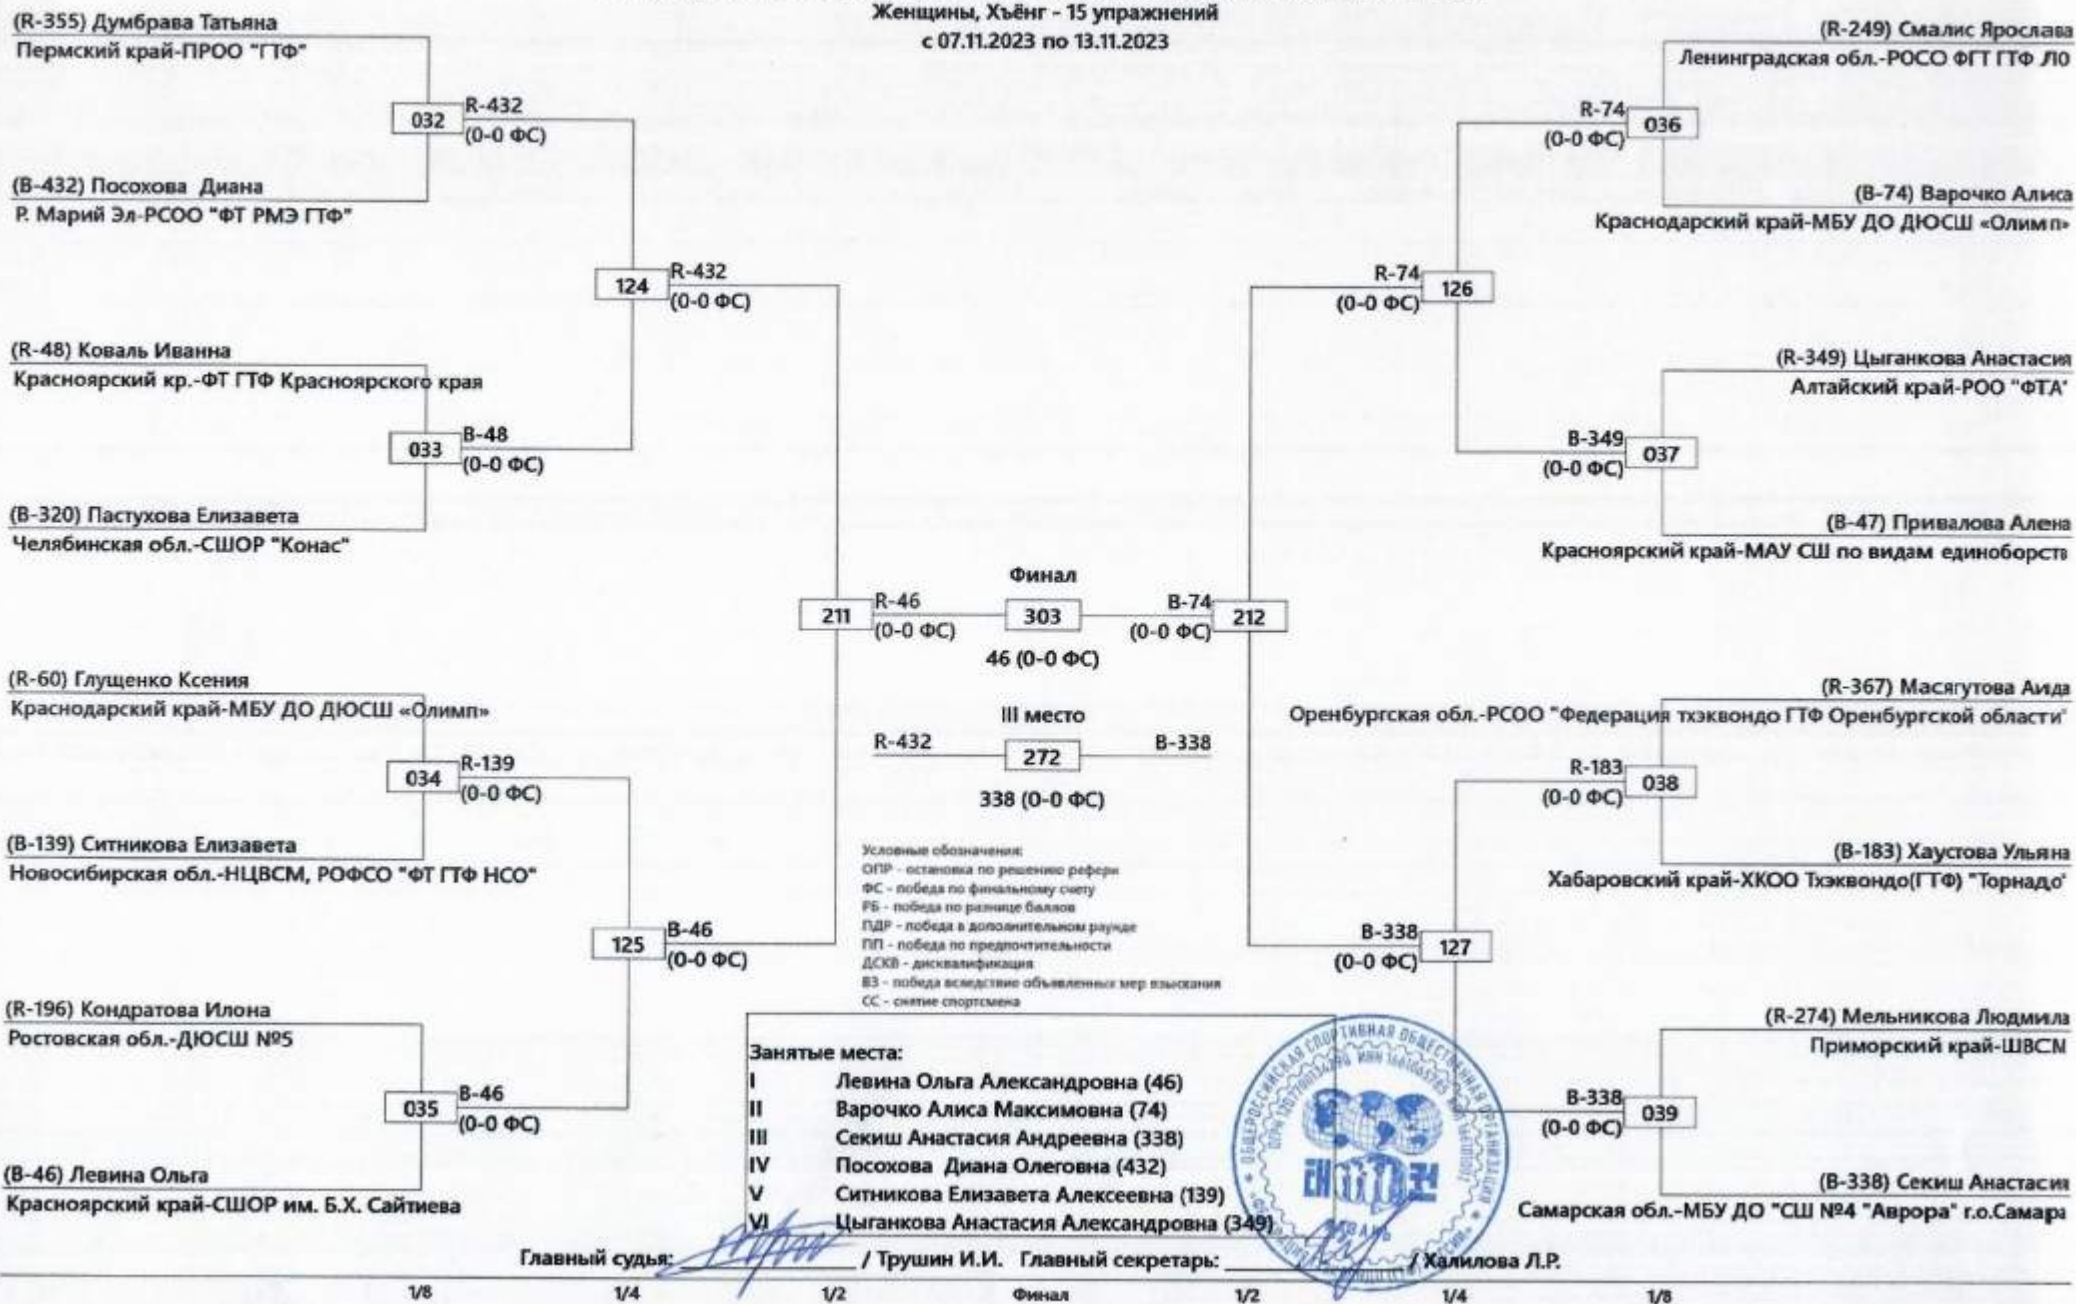 Женщины, Хъёнг - 15 упражнений
с 07.11.2023 по 13.11.2023
(R-355) Думбрава Татьяна
Пермский край-ПРОО "ГТФ"
032
R-432
(0-0 ФС)
(B-432) Посохова Диана
Р. Марий Эл-РСОО "ФТ РМЭ ГТФ"
124
R-432
(0-0 ФС)
(R-48) Коваль Иванна
Красноярский кр.-ФТ ГТФ Красноярского края
033
B-48
(0-0 ФС)
(B-320) Пастухова Елизавета
Челябинская обл.-СШОР "Конас"
211
R-46
(0-0 ФС)
(R-60) Глущенко Ксения
Краснодарский край-МБУ ДО ДЮСШ «Олимп»
034
R-139
(0-0 ФС)
(B-139) Ситникова Елизавета
Новосибирская обл.-НЦВСМ, РОФСО "ФТ ГТФ НСО"
125
B-46
(0-0 ФС)
(R-196) Кондратова Илона
Ростовская обл.-ДЮСШ №5
035
B-46
(0-0 ФС)
(B-46) Левина Ольга
Красноярский край-СШОР им. Б.Х. Сайтиева
Финал
303
46 (0-0 ФС)
III место
R-432
272
B-338
338 (0-0 ФС)
(R-249) Смалис Ярослава
Ленинградская обл.-РОСО ФГТ ГТФ ЛО
R-74
(0-0 ФС)
036
(B-74) Варочко Алиса
Краснодарский край-МБУ ДО ДЮСШ «Олимп»
R-74
(0-0 ФС)
126
(R-349) Цыганкова Анастасия
Алтайский край-РОО "ФТА"
B-349
(0-0 ФС)
037
(B-47) Привалова Алена
Красноярский край-МАУ СШ по видам единоборств
B-74
(0-0 ФС)
212
(R-367) Масягутова Аида
Оренбургская обл.-РСОО "Федерация тхэквондо ГТФ Оренбургской области"
R-183
(0-0 ФС)
038
(B-183) Хаустова Ульяна
Хабаровский край-ХКОО Тхэквондо(ГТФ) "Торнадо"
B-338
(0-0 ФС)
127
(R-274) Мельникова Людмила
Приморский край-ШВСМ
B-338
(0-0 ФС)
039
(B-338) Секиш Анастасия
Самарская обл.-МБУ ДО "СШ №4 "Аврора" г.о.Самара
Условные обозначения:
ОПР - остановка по решению рефери
ФС - победа по финальному счету
РБ - победа по разнице баллов
ПДР - победа в дополнительном раунде
ПП - победа по предпочтительности
ДСКВ - дисквалификация
ВЗ - победа вследствие объявленных мер взыскания
СС - снятие спортсмена
Занятые места:
I Левина Ольга Александровна (46)
II Варочко Алиса Максимовна (74)
III Секиш Анастасия Андреевна (338)
IV Посохова Диана Олеговна (432)
V Ситникова Елизавета Алексеевна (139)
VI Цыганкова Анастасия Александровна (349)
ОБЩЕРОССИЙСКАЯ СПОРТИВНАЯ ОБЩЕСТВЕННАЯ ОРГАНИЗАЦИЯ
Главный судья: / Трушин И.И. Главный секретарь: / Халилова Л.Р.
1/8 1/4 1/2 Финал 1/2 1/4 1/8